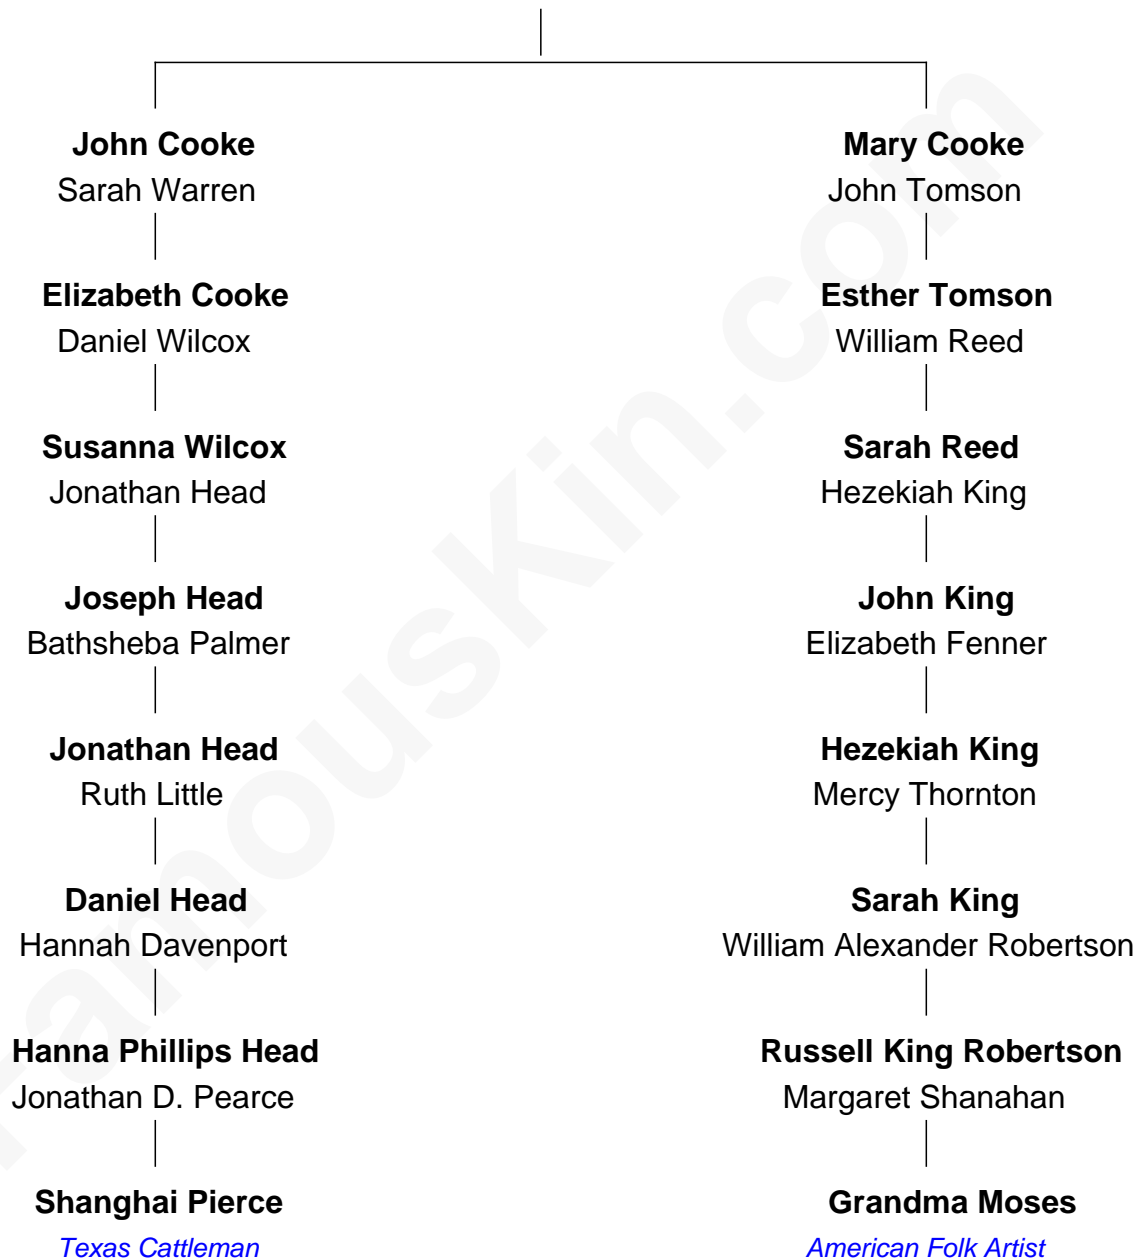 John Cooke
Sarah Warren
Mary Cooke
John Tomson
Elizabeth Cooke
Daniel Wilcox
Esther Tomson
William Reed
Susanna Wilcox
Jonathan Head
Sarah Reed
Hezekiah King
Joseph Head
Bathsheba Palmer
John King
Elizabeth Fenner
Jonathan Head
Ruth Little
Hezekiah King
Mercy Thornton
Daniel Head
Hannah Davenport
Sarah King
William Alexander Robertson
Hanna Phillips Head
Jonathan D. Pearce
Russell King Robertson
Margaret Shanahan
Shanghai Pierce
Texas Cattleman
Grandma Moses
American Folk Artist
FamousKin.com